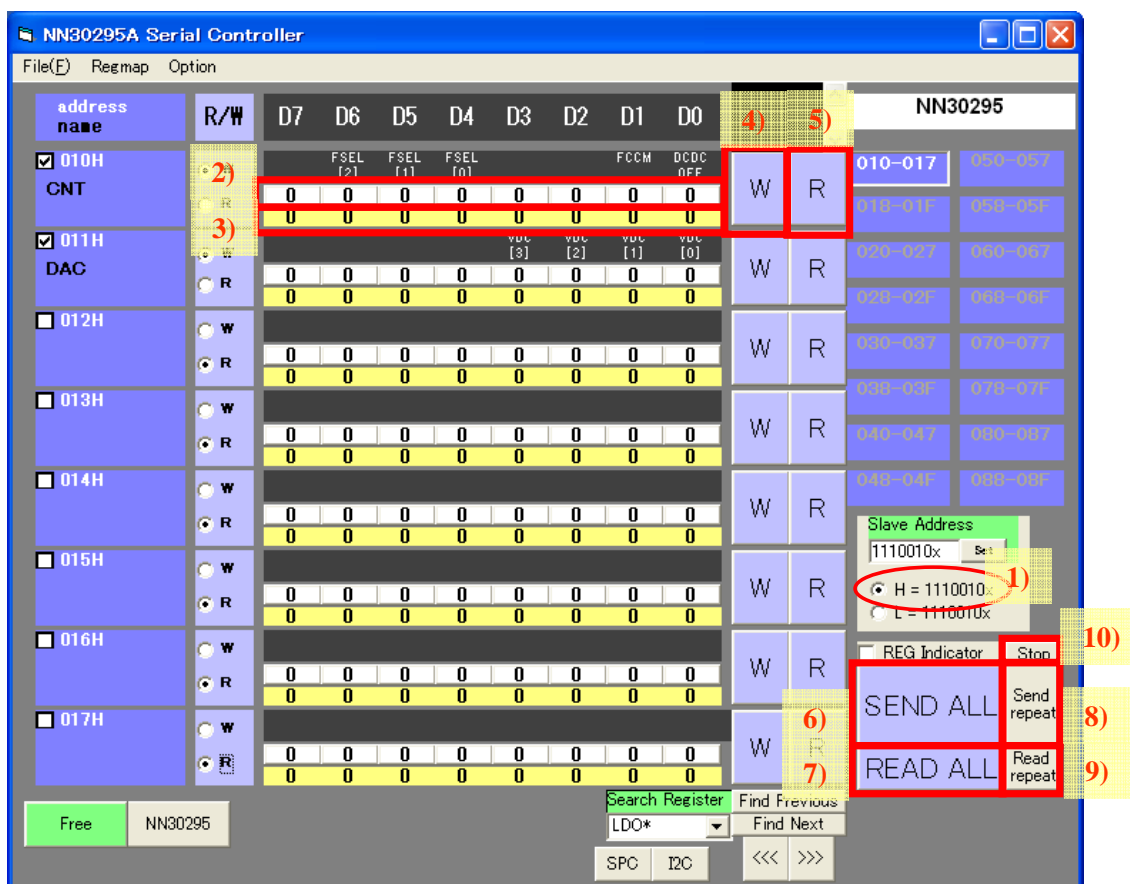 NN30295A Serial Controller
File(F) Regmap Option
address name R/W D7 D6 D5 D4 D3 D2 D1 D0 4) 5) NN30295
010H CNT 2) R 3) FSEL [2] FSEL [1] FSEL [0] FCCM DCDC OFF W R
0 0 0 0 0 0 0 0
0 0 0 0 0 0 0 0
010-017 050-057
018-01F 058-05F
011H DAC W R VDC [3] VDC [2] VDC [1] VDC [0] W R
0 0 0 0 0 0 0 0
0 0 0 0 0 0 0 0
020-027 060-067
028-02F 068-06F
012H W R W R
0 0 0 0 0 0 0 0
0 0 0 0 0 0 0 0
030-037 070-077
038-03F 078-07F
013H W R W R
0 0 0 0 0 0 0 0
0 0 0 0 0 0 0 0
040-047 080-087
048-04F 088-08F
014H W R W R
0 0 0 0 0 0 0 0
0 0 0 0 0 0 0 0
Slave Address
1110010x Set
1)
H = 1110010x
L = 1110010x
015H W R W R
0 0 0 0 0 0 0 0
0 0 0 0 0 0 0 0
016H W R W R
0 0 0 0 0 0 0 0
0 0 0 0 0 0 0 0
REG Indicator Stop 10)
6) SEND ALL Send repeat 8)
017H W R W R
0 0 0 0 0 0 0 0
0 0 0 0 0 0 0 0
7) READ ALL Read repeat 9)
Free NN30295
Search Register Find Previous
LDO* Find Next
SPC I2C <<< >>>